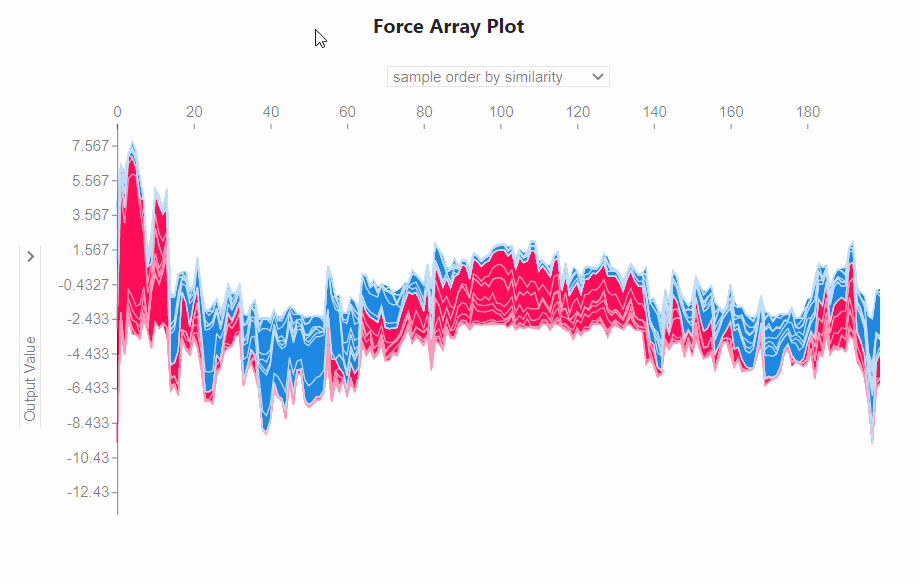 Force Array Plot
sample order by similarity
0 20 40 60 80 100 120 140 160 180
7.567
5.567
3.567
1.567
-0.4327
-2.433
-4.433
-6.433
-8.433
-10.43
-12.43
Output Value